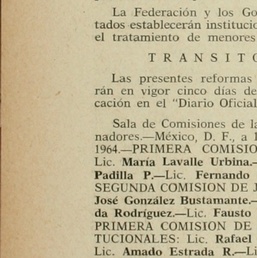 La Federación y los Go
tados establecerán institucio
el tratamiento de menores
TRANSITO
Las presentes reformas
rán en vigor cinco días de
cación en el "Diario Oficial
Sala de Comisiones de la
nadores.—México, D. F., a 1
1964.—PRIMERA COMISIO
Lic. María Lavalle Urbina.—
Padilla P.—Lic. Fernando
SEGUNDA COMISION DE J
José González Bustamante.—
da Rodríguez.—Lic. Fausto
PRIMERA COMISION DE
TUCIONALES: Lic. Rafael
Lic. Amado Estrada R.—Li